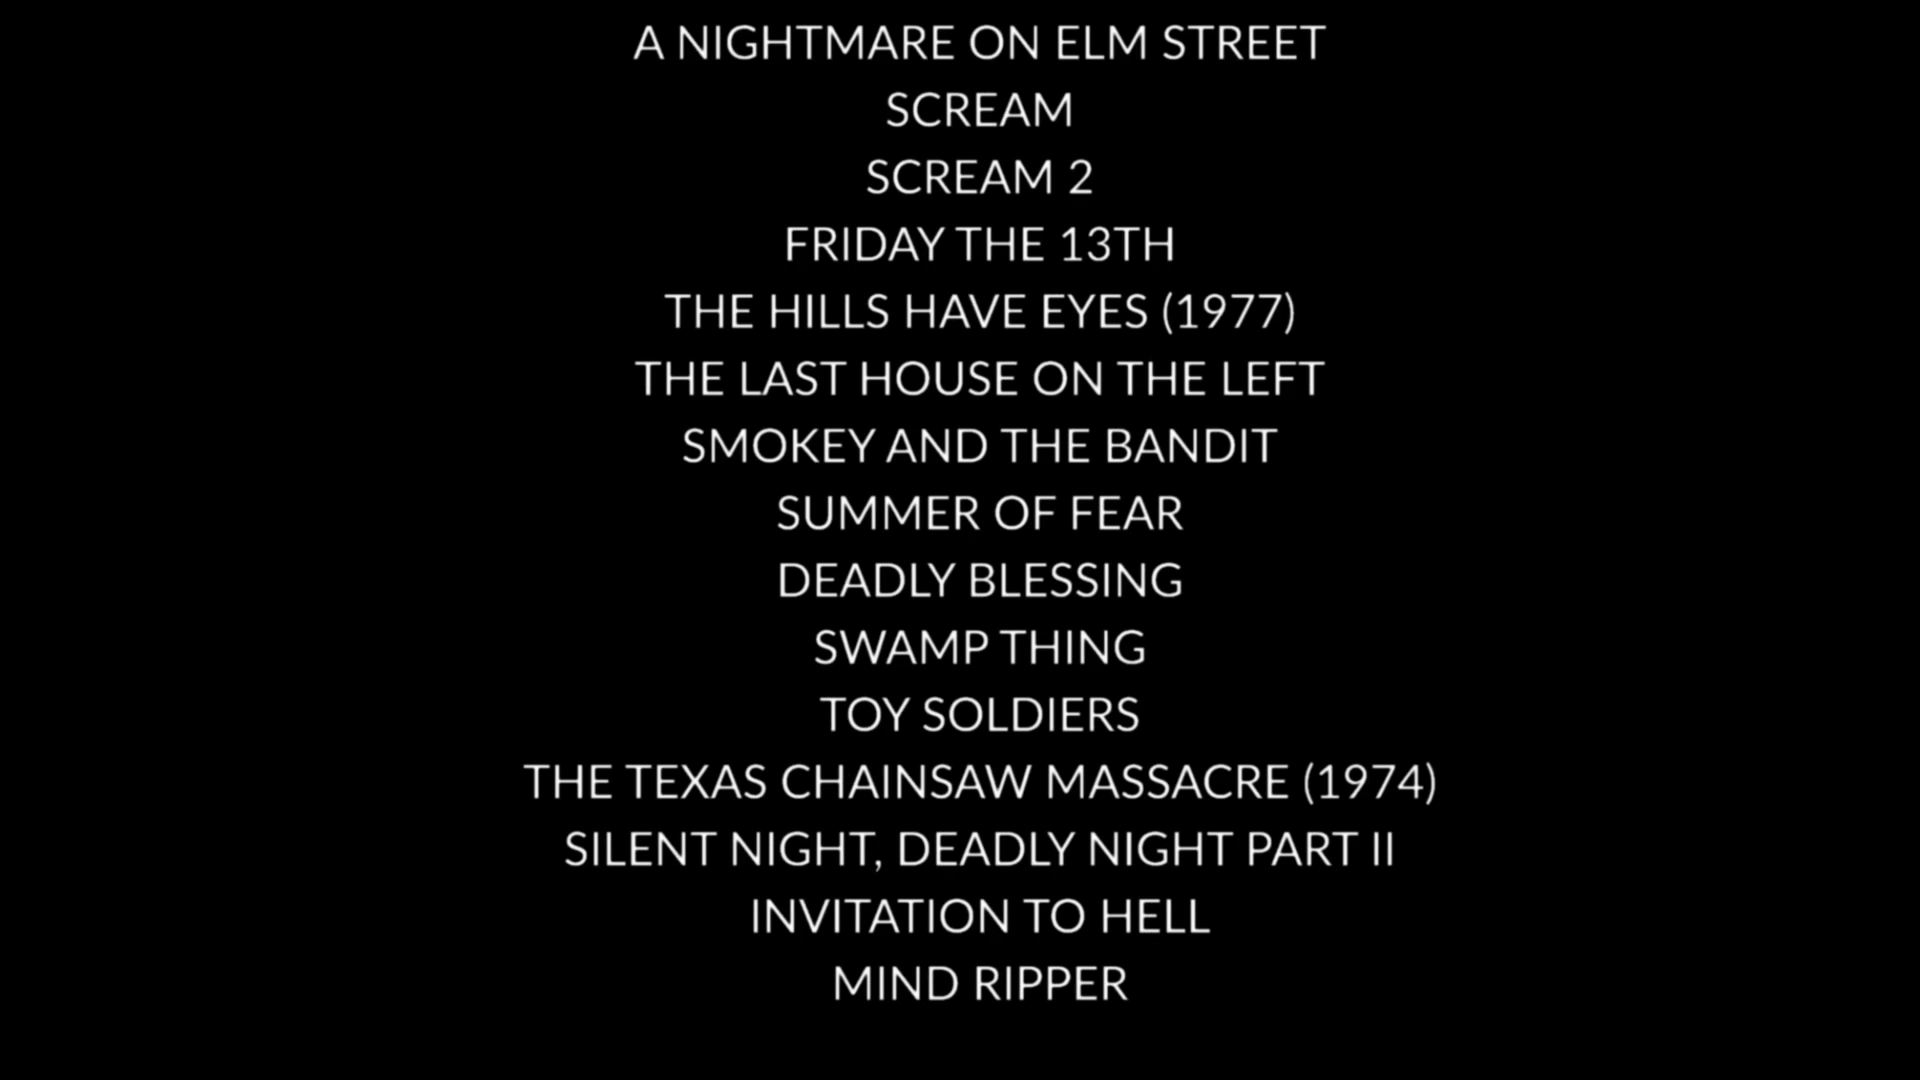 A NIGHTMARE ON ELM STREET
SCREAM
SCREAM 2
FRIDAY THE 13TH
THE HILLS HAVE EYES (1977)
THE LAST HOUSE ON THE LEFT
SMOKEY AND THE BANDIT
SUMMER OF FEAR
DEADLY BLESSING
SWAMP THING
TOY SOLDIERS
THE TEXAS CHAINSAW MASSACRE (1974)
SILENT NIGHT, DEADLY NIGHT PART II
INVITATION TO HELL
MIND RIPPER